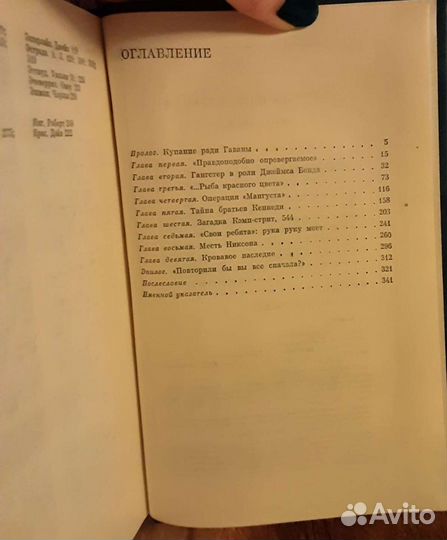 ОГЛАВЛЕНИЕ
Пролог. Купание ради Гаваны 5
Глава первая. «Правдоподобно опровергаемое» 15
Глава вторая. Гангстер в роли Джеймса Бонда 32
Глава третья. «...Рыба красного цвета» 73
Глава четвертая. Операция «Мангуста» 116
Глава пятая. Тайна братьев Кеннеди 158
Глава шестая. Загадка Кэмп-стрит, 544 203
Глава седьмая. «Свои ребята»: рука руку моет 241
Глава восьмая. Месть Никсона 260
Глава девятая. Кровавое наследие 296
Эпилог. «Повторили бы вы все сначала?» 312
Послесловие 321
Именной указатель 341
Avito